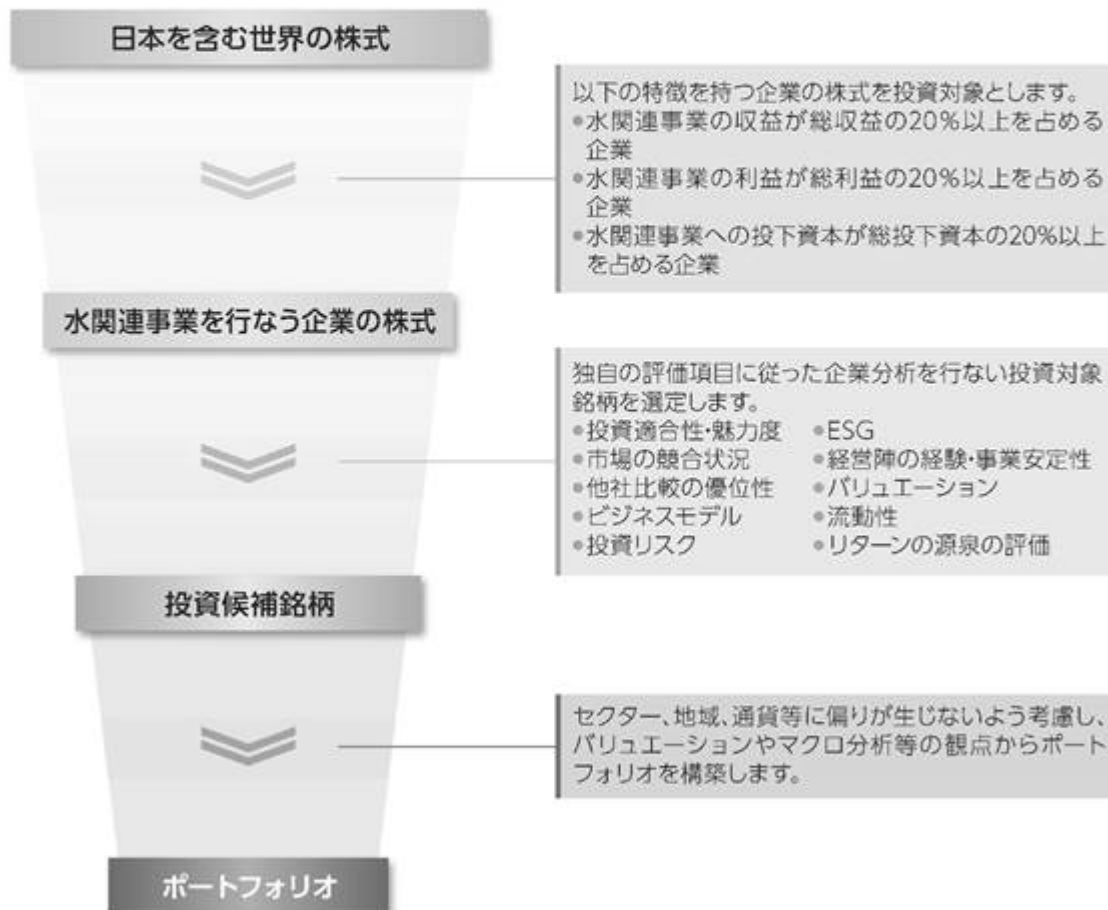 日本を含む世界の株式
以下の特徴を持つ企業の株式を投資対象とします。
●水関連事業の収益が総収益の20%以上を占める
企業
●水関連事業の利益が総利益の20%以上を占める
企業
●水関連事業への投下資本が総投下資本の20%以上
を占める企業
水関連事業を行なう企業の株式
独自の評価項目に従った企業分析を行ない投資対象
銘柄を選定します。
●投資適合性・魅力度 ●ESG
●市場の競合状況 ●経営陣の経験・事業安定性
●他社比較の優位性 ●バリュエーション
●ビジネスモデル ●流動性
●投資リスク ●リターンの源泉の評価
投資候補銘柄
セクター、地域、通貨等に偏りが生じないよう考慮し、
バリュエーションやマクロ分析等の観点からポート
フォリオを構築します。
ポートフォリオ